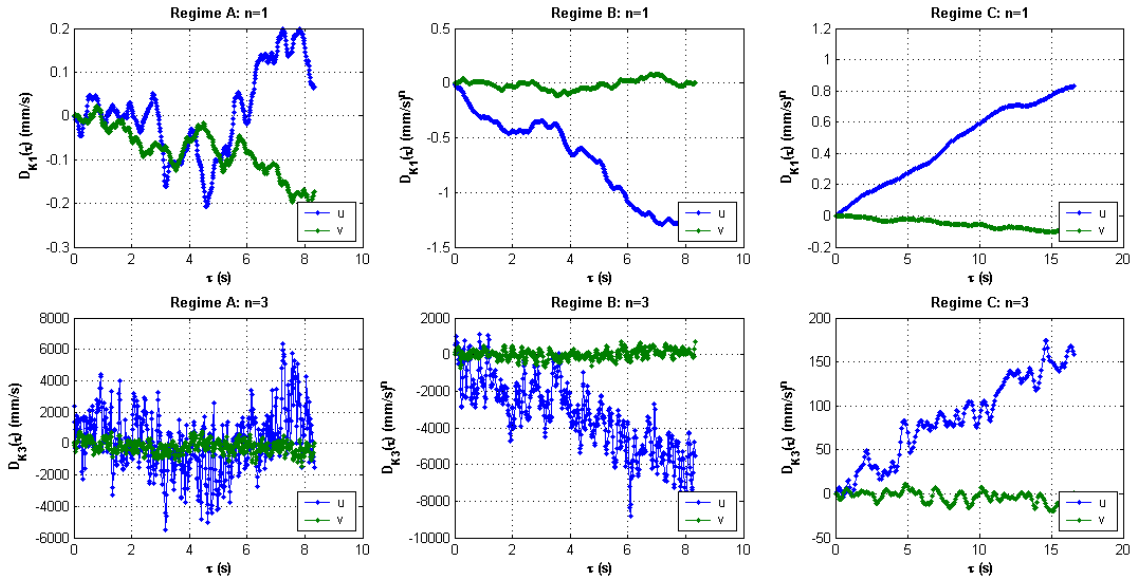 Regime A: n=1
D_K1(τ) (mm/s)
0.2
0.1
0
-0.1
-0.2
-0.3
0 2 4 6 8 10
τ (s)
u
v
Regime B: n=1
D_K1(τ) (mm/s)^n
0.5
0
-0.5
-1
-1.5
0 2 4 6 8 10
τ (s)
u
v
Regime C: n=1
D_K1(τ) (mm/s)^n
1.2
1
0.8
0.6
0.4
0.2
0
-0.2
0 5 10 15 20
τ (s)
u
v
Regime A: n=3
D_K3(τ) (mm/s)
8000
6000
4000
2000
0
-2000
-4000
-6000
0 2 4 6 8 10
τ (s)
u
v
Regime B: n=3
D_K3(τ) (mm/s)^n
2000
0
-2000
-4000
-6000
-8000
-10000
0 2 4 6 8 10
τ (s)
u
v
Regime C: n=3
D_K3(τ) (mm/s)^n
200
150
100
50
0
-50
0 5 10 15 20
τ (s)
u
v